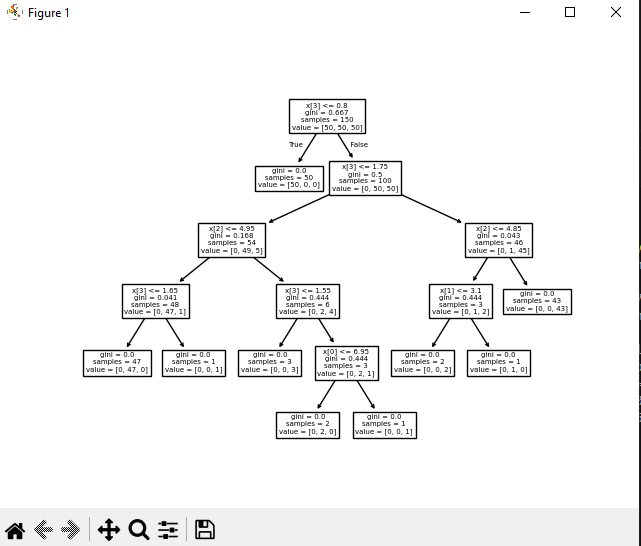 Figure 1
x[3] <= 0.8
gini = 0.667
samples = 150
value = [50, 50, 50]
True
False
gini = 0.0
samples = 50
value = [50, 0, 0]
x[3] <= 1.75
gini = 0.5
samples = 100
value = [0, 50, 50]
x[2] <= 4.95
gini = 0.168
samples = 54
value = [0, 49, 5]
x[2] <= 4.85
gini = 0.043
samples = 46
value = [0, 1, 45]
x[3] <= 1.65
gini = 0.041
samples = 48
value = [0, 47, 1]
x[3] <= 1.55
gini = 0.444
samples = 6
value = [0, 2, 4]
x[1] <= 3.1
gini = 0.444
samples = 3
value = [0, 1, 2]
gini = 0.0
samples = 43
value = [0, 0, 43]
gini = 0.0
samples = 47
value = [0, 47, 0]
gini = 0.0
samples = 1
value = [0, 0, 1]
gini = 0.0
samples = 3
value = [0, 0, 3]
x[0] <= 6.95
gini = 0.444
samples = 3
value = [0, 2, 1]
gini = 0.0
samples = 2
value = [0, 0, 2]
gini = 0.0
samples = 1
value = [0, 1, 0]
gini = 0.0
samples = 2
value = [0, 2, 0]
gini = 0.0
samples = 1
value = [0, 0, 1]